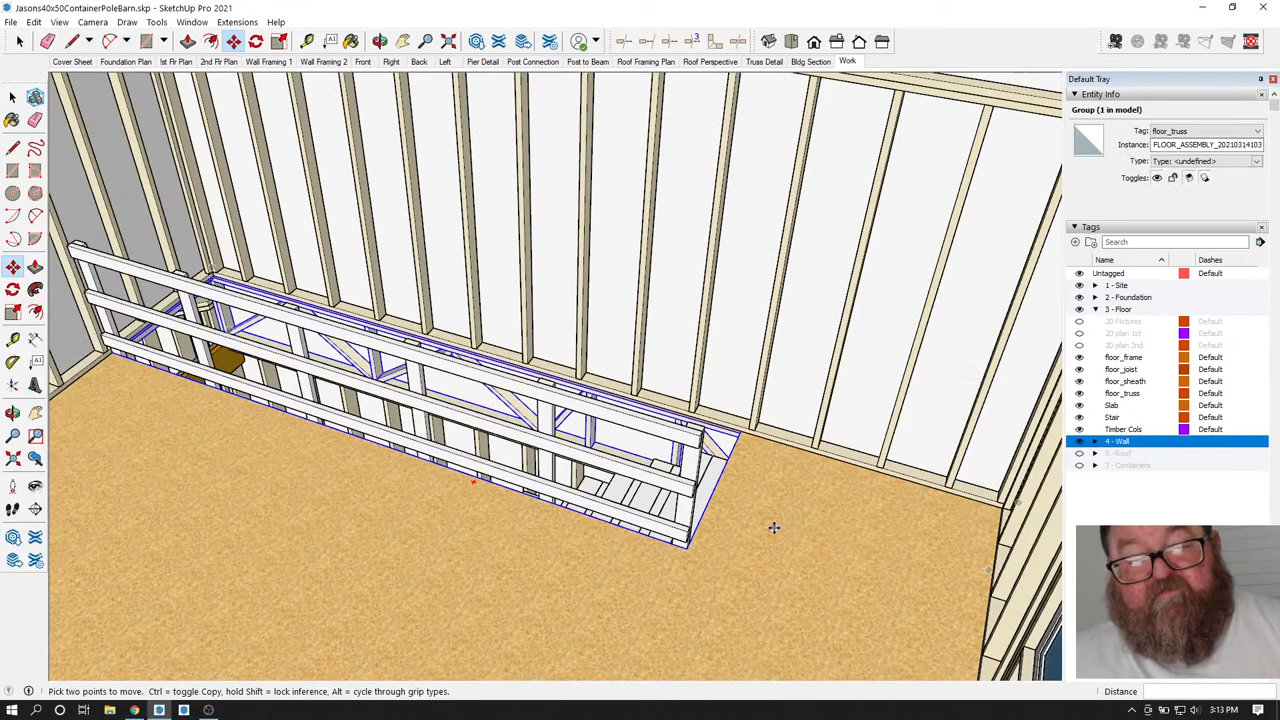 Jasons40x50ContainerPoleBarn.skp - SketchUp Pro 2021
File Edit View Camera Draw Tools Window Extensions Help
Cover Sheet Foundation Plan 1st Flr Plan 2nd Flr Plan Wall Framing 1 Wall Framing 2 Front Right Back Left Pier Detail Post Connection Post to Beam Roof Framing Plan Roof Perspective Truss Detail Bldg Section Work
Default Tray
Entity Info
Group (1 in model)
Tag: floor_truss
Instance: FLOOR_ASSEMBLY_20210314103
Type: Type: <undefined>
Toggles:
Tags
Search
Name Dashes
Untagged Default
1 - Site
2 - Foundation
3 - Floor
2D Fixtures Default
2D plan 1st Default
2D plan 2nd Default
floor_frame Default
floor_joist Default
floor_sheath Default
floor_truss Default
Slab Default
Stair Default
Timber Cols Default
4 - Wall
5 - Roof
7 - Containers
Pick two points to move. Ctrl = toggle Copy, hold Shift = lock inference, Alt = cycle through grip types.
Distance
3:13 PM